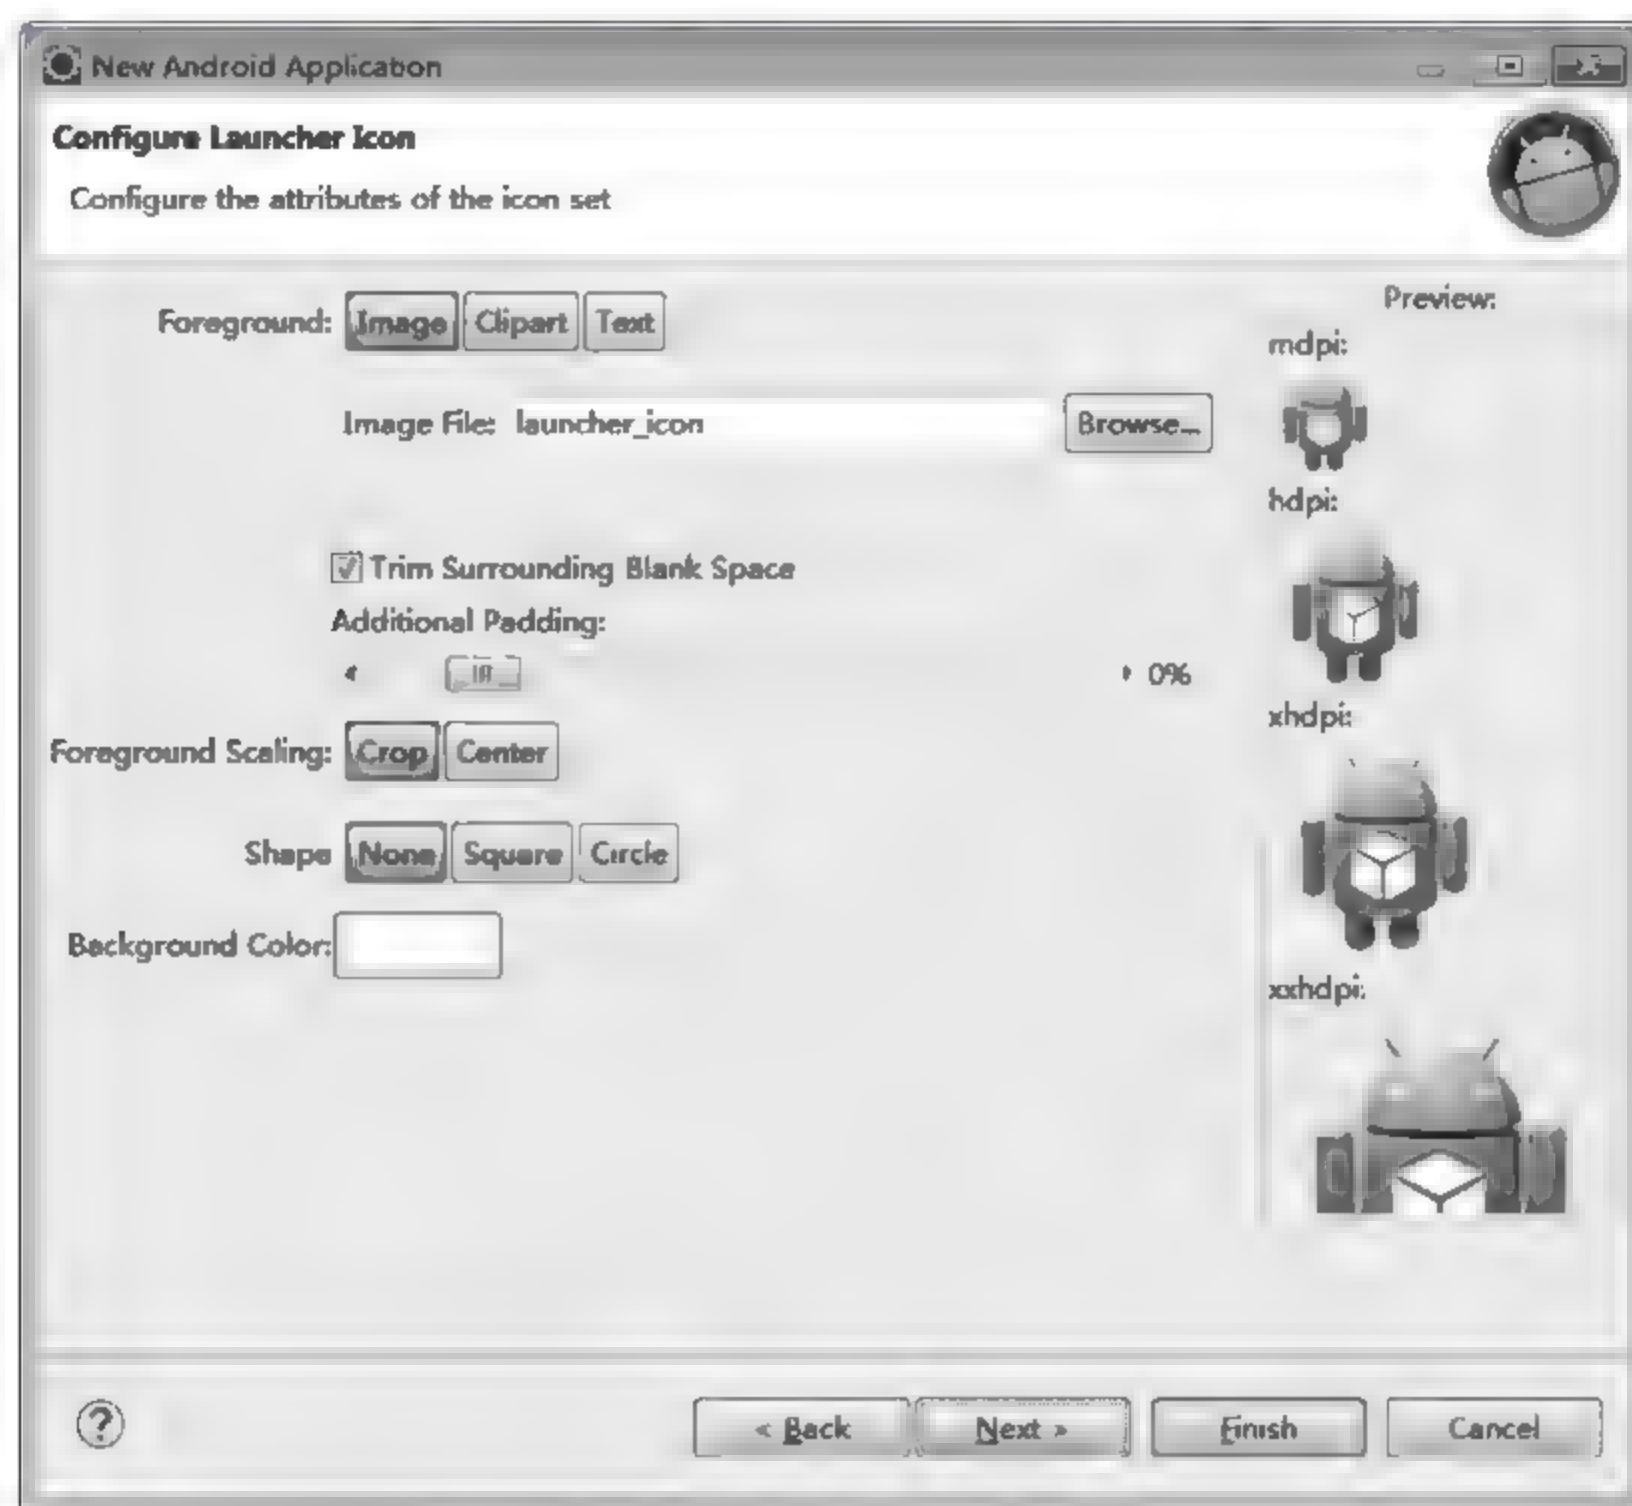 New Android Application
Configure Launcher Icon
Configure the attributes of the icon set
Foreground: Image Clipart Text
Preview:
mdpi:
Image File: launcher_icon Browse...
hdpi:
Trim Surrounding Blank Space
Additional Padding:
0%
xhdpi:
Foreground Scaling: Crop Center
Shape None Square Circle
Background Color:
xxhdpi:
? < Back Next > Finish Cancel